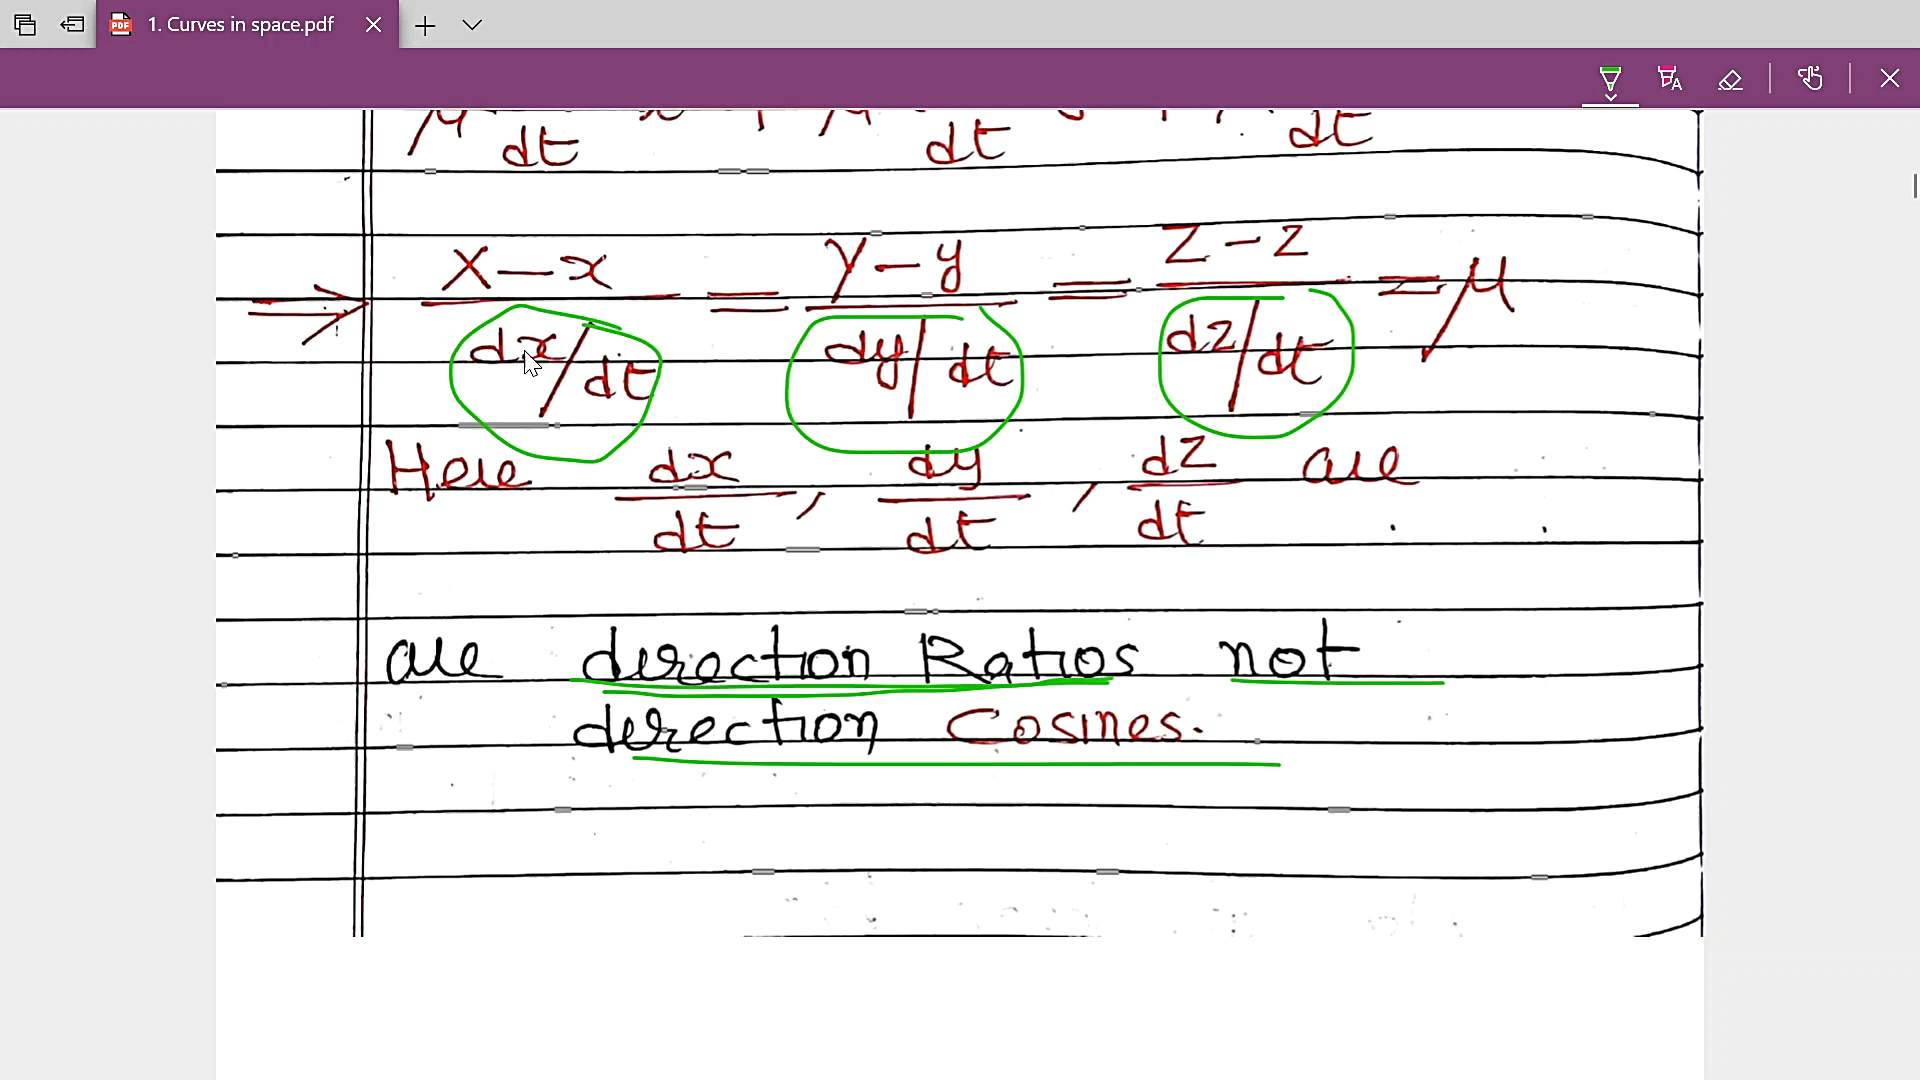 1. Curves in space.pdf
dt dt dt
⇒ X-x / dx/dt = Y-y / dy/dt = Z-z / dz/dt = μ
Here dx/dt, dy/dt, dz/dt are
are direction Ratios not
direction Cosines.